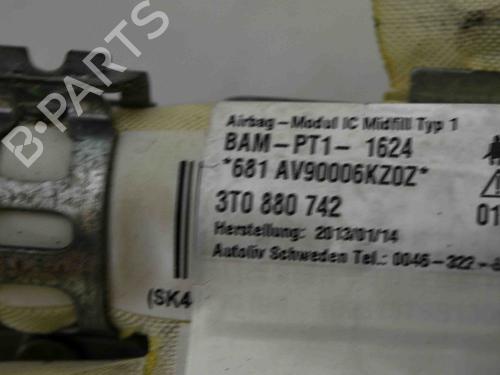 B-Parts
Airbag-Modul IC Midfill Typ 1
BAM-PT1- 1624
*681 AV90006KZ0Z*
3T0 880 742
01
Herstellung: 2013/01/14
Autoliv Schweden Tel.: 0046-322-
(SK4